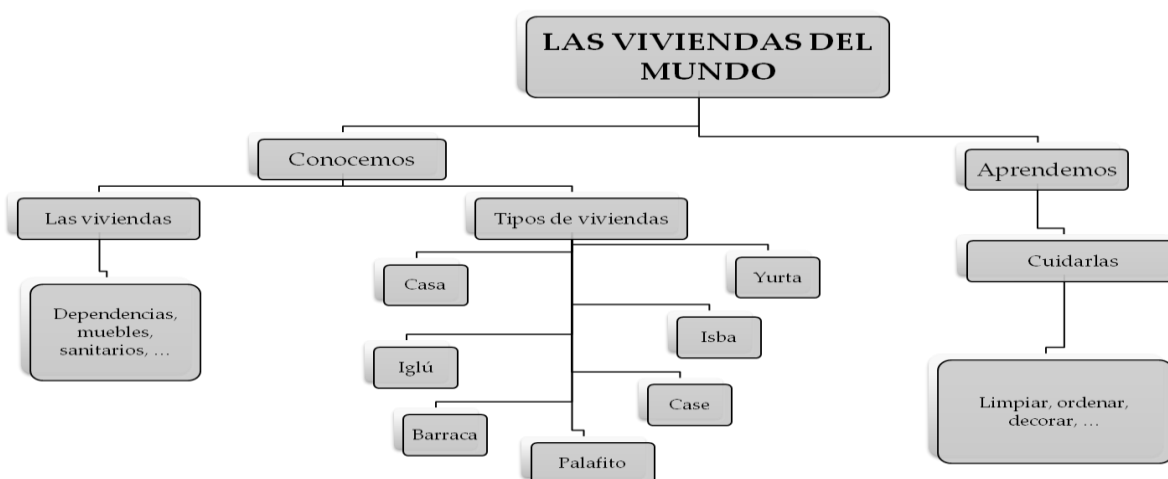 LAS VIVIENDAS DEL
MUNDO
Conocemos
Aprendemos
Las viviendas
Tipos de viviendas
Cuidarlas
Casa
Yurta
Dependencias,
muebles,
sanitarios, ...
Isba
Iglú
Case
Limpiar, ordenar,
decorar, ...
Barraca
Palafito